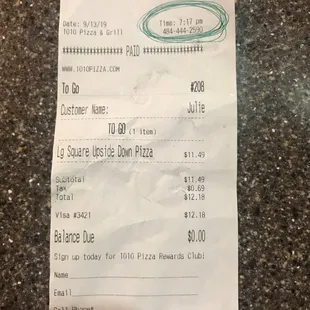 Date: 9/13/19 Time: 7:17 pm
1010 Pizza & Grill 484-444-2590
PAID
WWW.1010PIZZA.COM
To Go #208
Customer Name: Julie
TO GO (1 item)
Lg Square Upside Down Pizza $11.49
Subtotal $11.49
Tax $0.69
Total $12.18
Visa #3421 $12.18
Balance Due $0.00
Sign up today for 1010 Pizza Rewards Club!
Name
Email